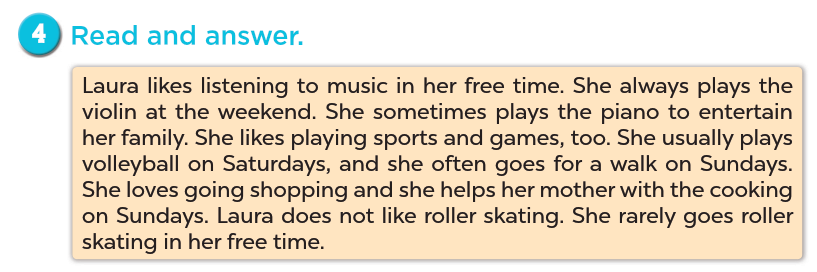 4 Read and answer.
Laura likes listening to music in her free time. She always plays the
violin at the weekend. She sometimes plays the piano to entertain
her family. She likes playing sports and games, too. She usually plays
volleyball on Saturdays, and she often goes for a walk on Sundays.
She loves going shopping and she helps her mother with the cooking
on Sundays. Laura does not like roller skating. She rarely goes roller
skating in her free time.